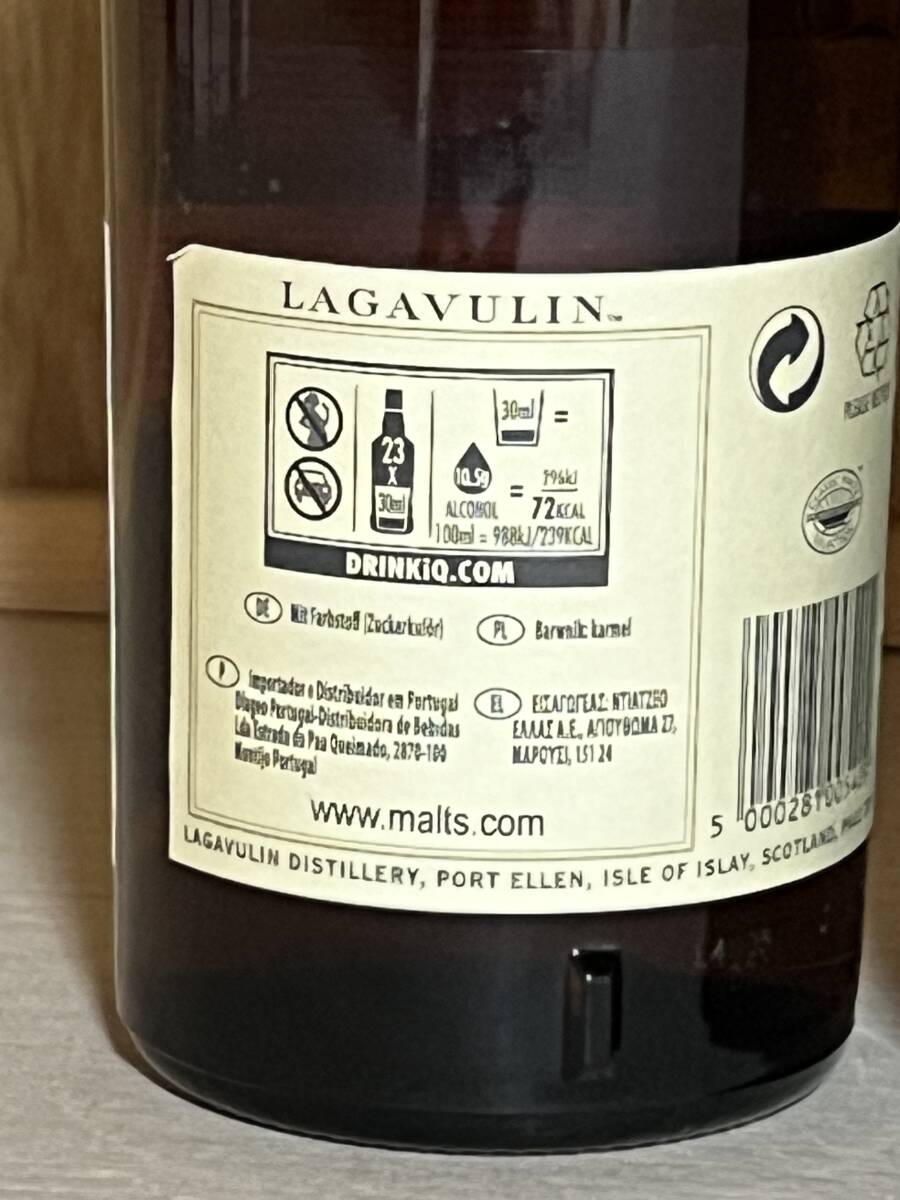 LAGAVULIN
30ml =
23
x
30ml
10.5g
ALCOHOL
=
72KCAL
100ml = 988kJ/239KCAL
DRINKiQ.COM
DE Mit Farbstoff (Zuckerkulör)
PL Barwnik: karmel
P Importador e Distribuidor em Portugal
Diageo Portugal-Distribuidora de Bebidas
Lda Estrada da Pau Queimado, 2870-100
Montijo Portugal
EL ΕΙΣΑΓΩΓΕΑΣ: ΝΤΙΑΤΖΕΟ
ΕΛΛΑΣ Α.Ε., 27,
ΜΑΡΟΥΣΙ, 151 24
www.malts.com
LAGAVULIN DISTILLERY, PORT ELLEN, ISLE OF ISLAY, SCOTLAND,
5 000281005